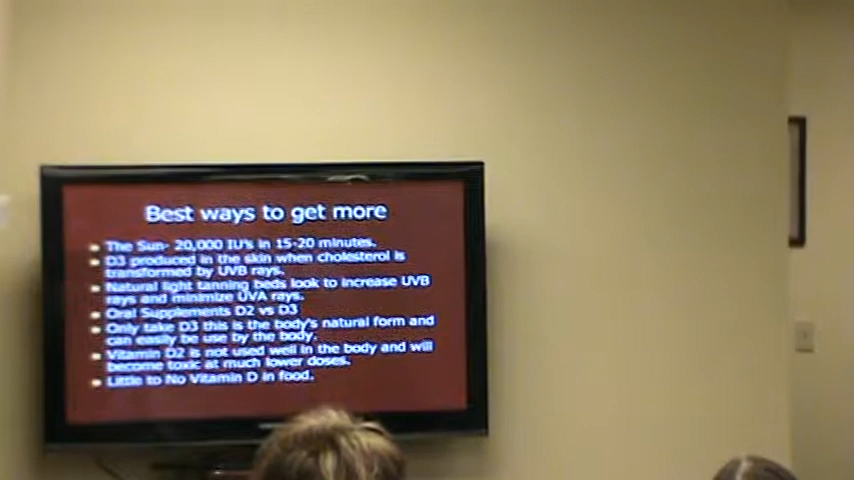 Best ways to get more
The Sun- 20,000 IU's in 15-20 minutes.
D3 produced in the skin when cholesterol is
transformed by UVB rays.
Natural light tanning beds look to increase UVB
rays and minimize UVA rays.
Oral Supplements D2 vs D3
Only take D3 this is the body's natural form and
can easily be use by the body.
Vitamin D2 is not used well in the body and will
become toxic at much lower doses.
Little to No Vitamin D in food.